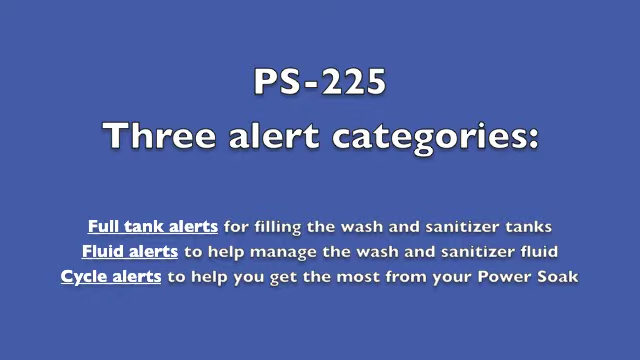 PS-225
Three alert categories:
Full tank alerts for filling the wash and sanitizer tanks
Fluid alerts to help manage the wash and sanitizer fluid
Cycle alerts to help you get the most from your Power Soak